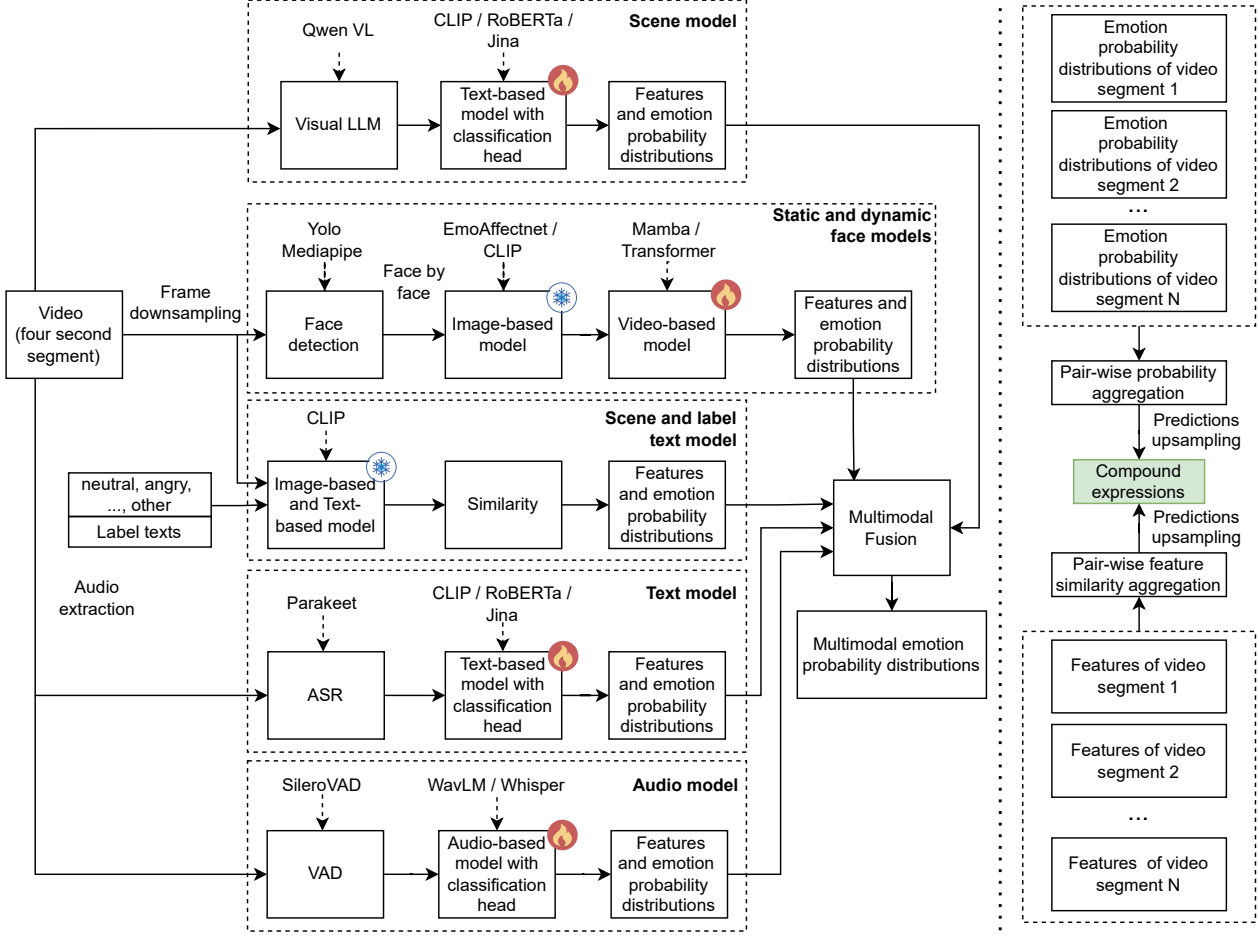 Scene model
Qwen VL
CLIP / RoBERTa /
Jina
Visual LLM
Text-based
model with
classification
head
Features
and emotion
probability
distributions
Static and dynamic
face models
Yolo
Mediapipe
EmoAffectnet /
CLIP
Mamba /
Transformer
Face by
face
Video
(four second
segment)
Frame
downsampling
Face
detection
Image-based
model
Video-based
model
Features and
emotion
probability
distributions
Scene and label
text model
CLIP
neutral, angry,
..., other
Label texts
Image-based
and Text-
based model
Similarity
Features and
emotion
probability
distributions
Multimodal
Fusion
Multimodal emotion
probability distributions
Audio
extraction
Text model
Parakeet
CLIP / RoBERTa /
Jina
ASR
Text-based
model with
classification
head
Features
and emotion
probability
distributions
Audio model
SileroVAD
WavLM / Whisper
VAD
Audio-based
model with
classification
head
Features
and emotion
probability
distributions
Emotion
probability
distributions of video
segment 1
Emotion
probability
distributions of video
segment 2
...
Emotion
probability
distributions of video
segment N
Pair-wise probability
aggregation
Predictions
upsampling
Compound
expressions
Predictions
upsampling
Pair-wise feature
similarity aggregation
Features of video
segment 1
Features of video
segment 2
...
Features of video
segment N